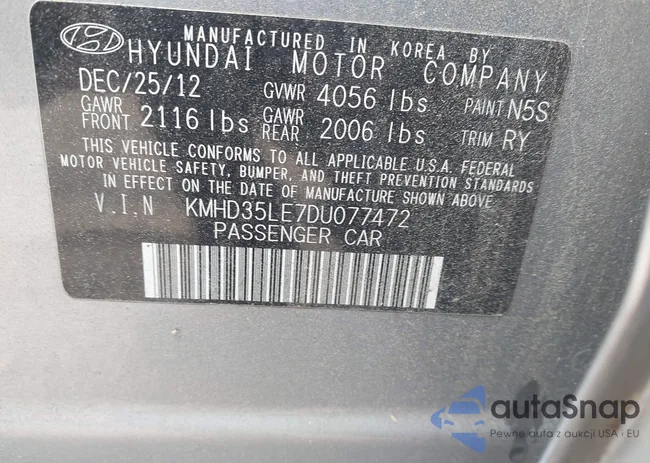 MANUFACTURED IN KOREA BY
HYUNDAI MOTOR COMPANY
DEC/25/12 GVWR 4056 lbs PAINT N5S
GAWR FRONT 2116 lbs GAWR REAR 2006 lbs TRIM RY
THIS VEHICLE CONFORMS TO ALL APPLICABLE U.S.A. FEDERAL
MOTOR VEHICLE SAFETY, BUMPER, AND THEFT PREVENTION STANDARDS
IN EFFECT ON THE DATE OF MANUFACTURE SHOWN ABOVE.
V.I.N KMHD35LE7DU077472
PASSENGER CAR
autaSnap
Pewne auta z aukcji USA i EU